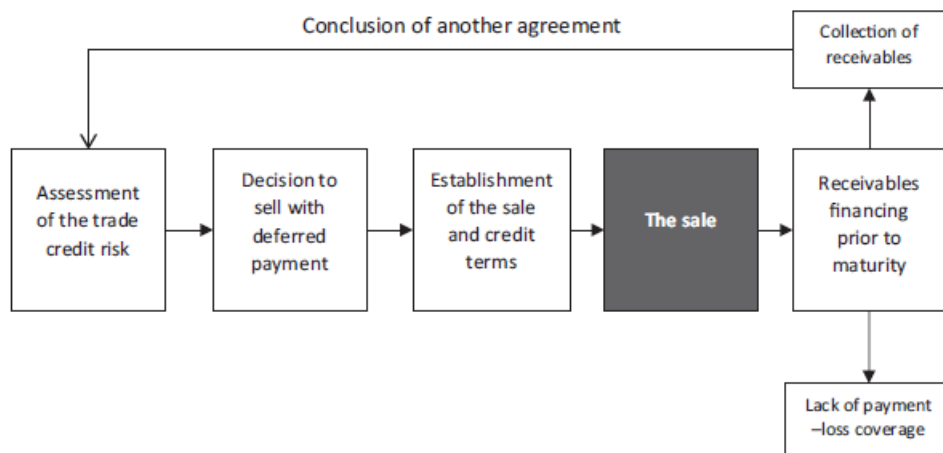 Conclusion of another agreement
Collection of
receivables
Assessment
of the trade
credit risk
Decision to
sell with
deferred
payment
Establishment
of the sale
and credit
terms
The sale
Receivables
financing
prior to
maturity
Lack of payment
–loss coverage